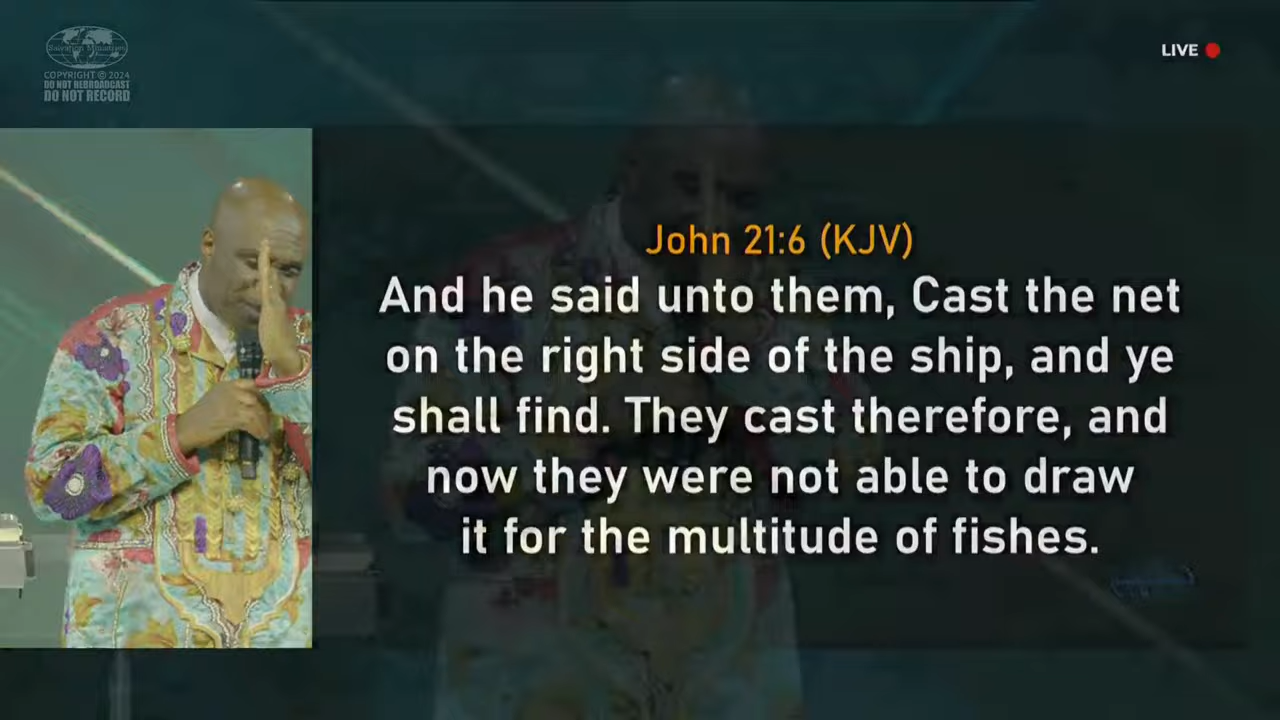 Salvation Ministries
COPYRIGHT © 2024
DO NOT REBROADCAST
DO NOT RECORD
LIVE
John 21:6 (KJV)
And he said unto them, Cast the net
on the right side of the ship, and ye
shall find. They cast therefore, and
now they were not able to draw
it for the multitude of fishes.